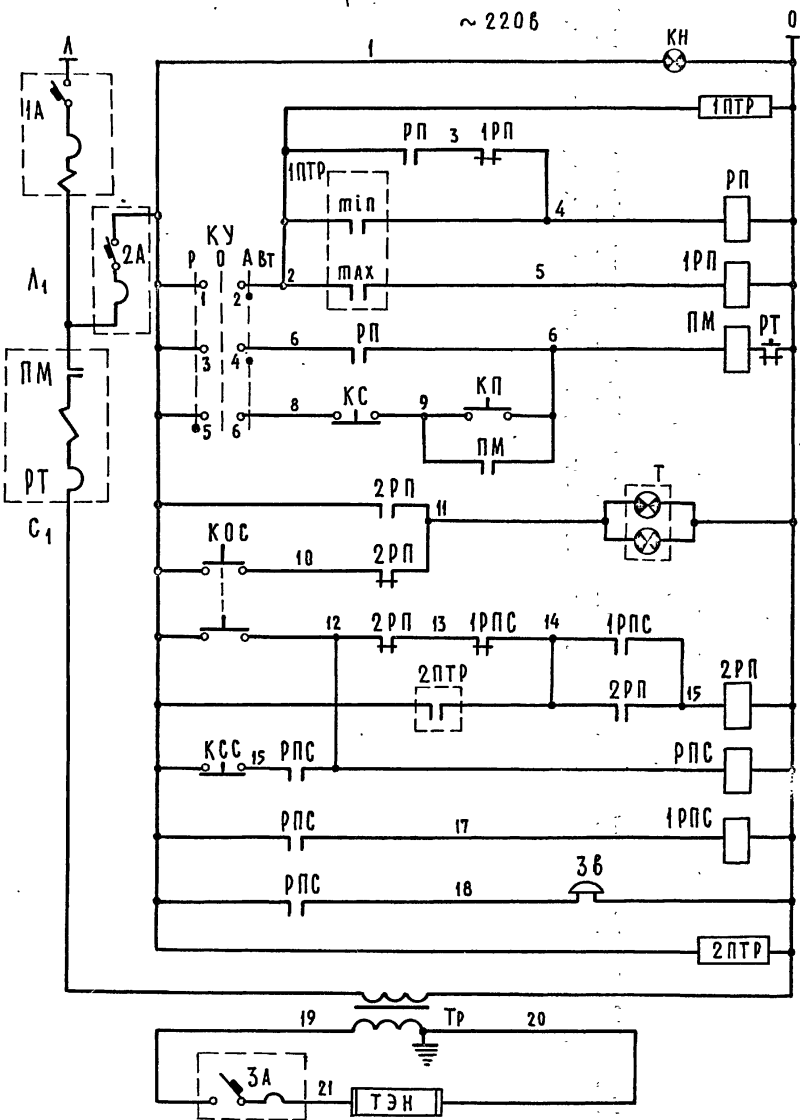 ~ 220в
0
Л
1
КН
1А
1ПТР
РП 3 1РП
1ПТР
min
4
РП
КУ
2А
Р 0 А Вт
Л₁
1 2
2
max
5
1РП
ПМ
6
РП
6
ПМ РТ
3 4
КС
9
КП
8
5 6
ПМ
РТ
2РП
11
Т
С₁
КОС
10
2РП
12
2РП 13 1РПС
14
1РПС
2ПТР
2РП
15
2РП
КСС 15 РПС
РПС
РПС
17
1РПС
РПС
18
Зв
2ПТР
19
Тр
20
3А
21
ТЭН